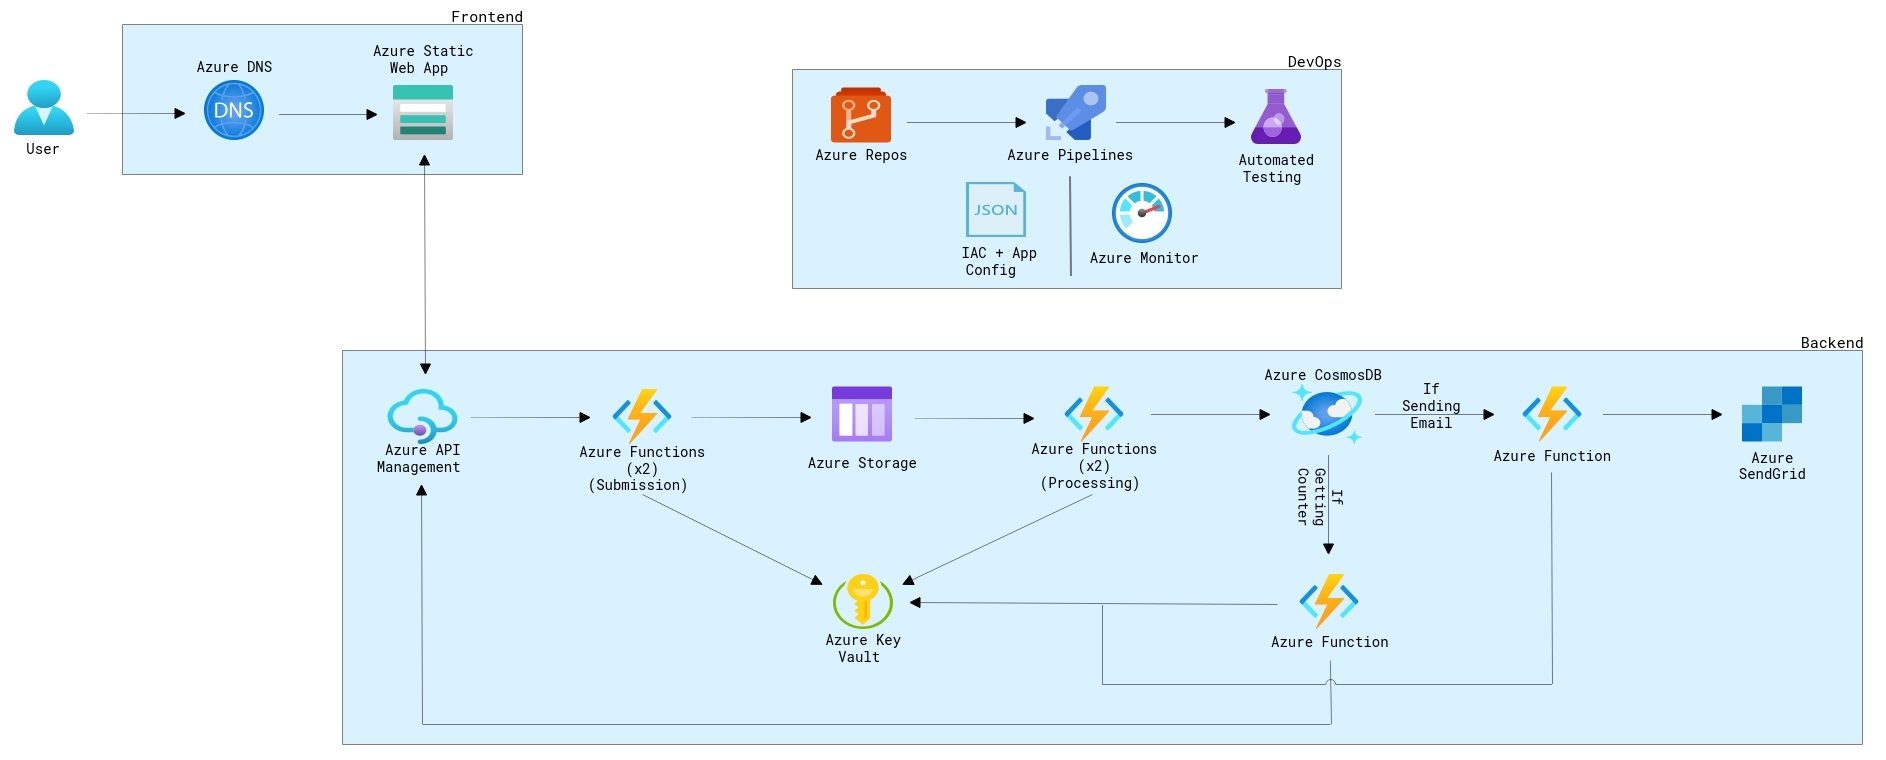 Frontend
Azure DNS
DNS
Azure Static
Web App
User
DevOps
Azure Repos
Azure Pipelines
Automated
Testing
JSON
IAC + App
Config
Azure Monitor
Backend
Azure API
Management
Azure Functions
(x2)
(Submission)
Azure Storage
Azure Functions
(x2)
(Processing)
Azure CosmosDB
If
Sending
Email
Azure Function
Azure
SendGrid
If
Getting
Counter
Azure Key
Vault
Azure Function